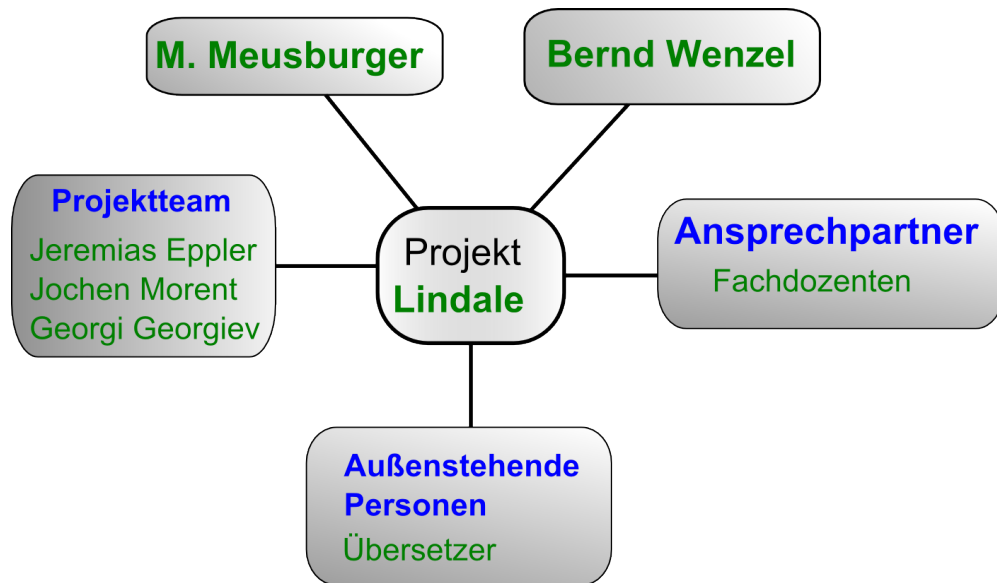 M. Meusburger
Bernd Wenzel
Projektteam
Jeremias Eppler
Jochen Morent
Georgi Georgiev
Projekt
Lindale
Ansprechpartner
Fachdozenten
Außenstehende
Personen
Übersetzer